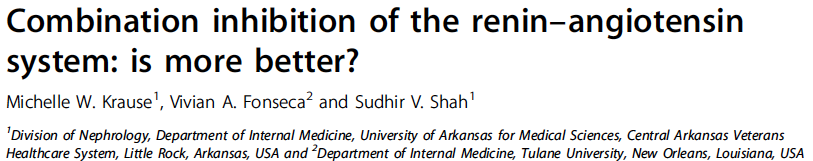 Combination inhibition of the renin–angiotensin
system: is more better?
Michelle W. Krause1, Vivian A. Fonseca2 and Sudhir V. Shah1
1Division of Nephrology, Department of Internal Medicine, University of Arkansas for Medical Sciences, Central Arkansas Veterans
Healthcare System, Little Rock, Arkansas, USA and 2Department of Internal Medicine, Tulane University, New Orleans, Louisiana, USA